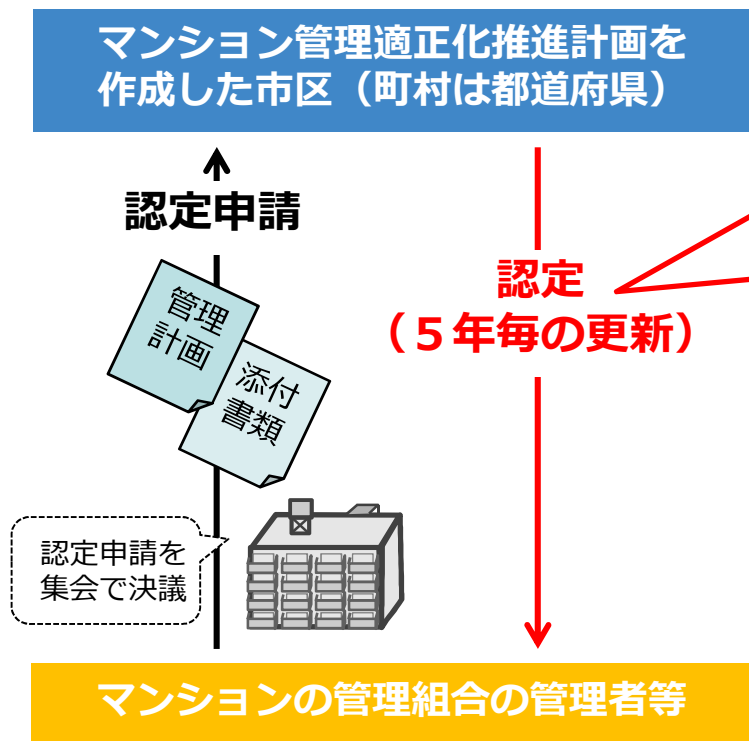 マンション管理適正化推進計画を
作成した市区（町村は都道府県）
認定申請
管理
計画
添付
書類
認定
（５年毎の更新）
認定申請を
集会で決議
マンションの管理組合の管理者等